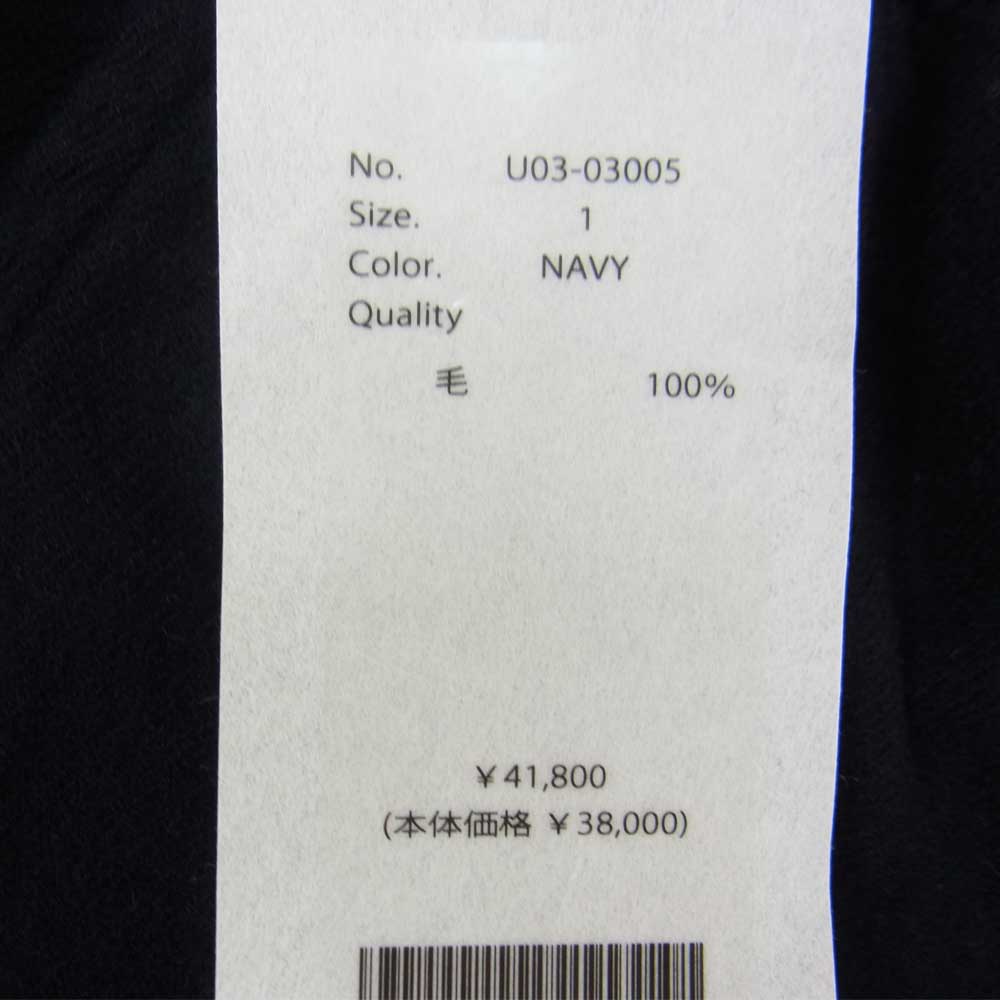 No. U03-03005
Size. 1
Color. NAVY
Quality
毛 100%
¥41,800
(本体価格 ¥38,000)